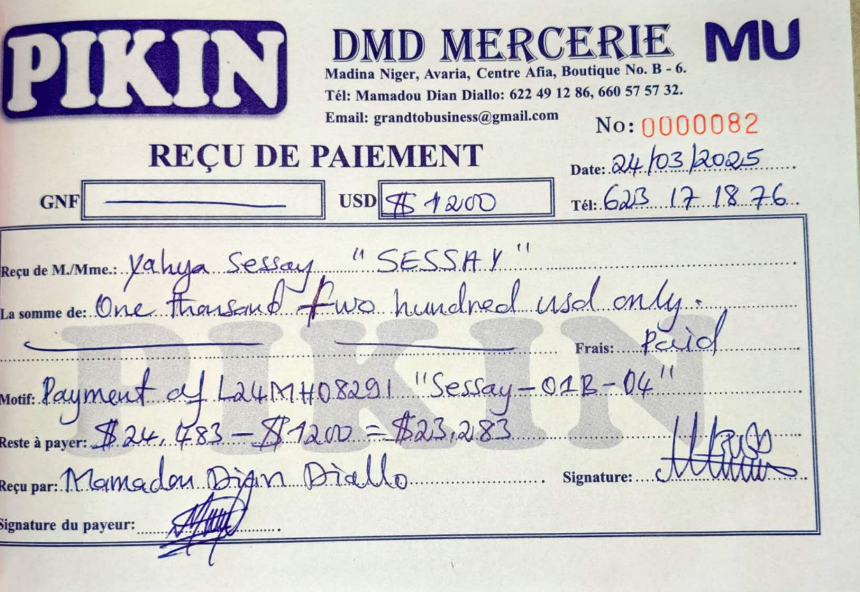 PIKIN
DMD MERCERIE MU
Madina Niger, Avaria, Centre Afia, Boutique No. B - 6.
Tél: Mamadou Dian Diallo: 622 49 12 86, 660 57 57 32.
Email: grandtobusiness@gmail.com
No: 0000082
REÇU DE PAIEMENT
Date: 24/03/2025
GNF USD $ 1200
Tél: 623 17 18 76
Reçu de M./Mme.: Yahya Sessay "SESSAY"
La somme de: One thousand two hundred usd only.
Frais: Paid
Motif: Payment of L24MH08291 "Sessay-01B-04"
Reste à payer: $24,483 - $1200 = $23,283
Reçu par: Mamadou Dian Diallo Signature:
Signature du payeur:
PIKIN